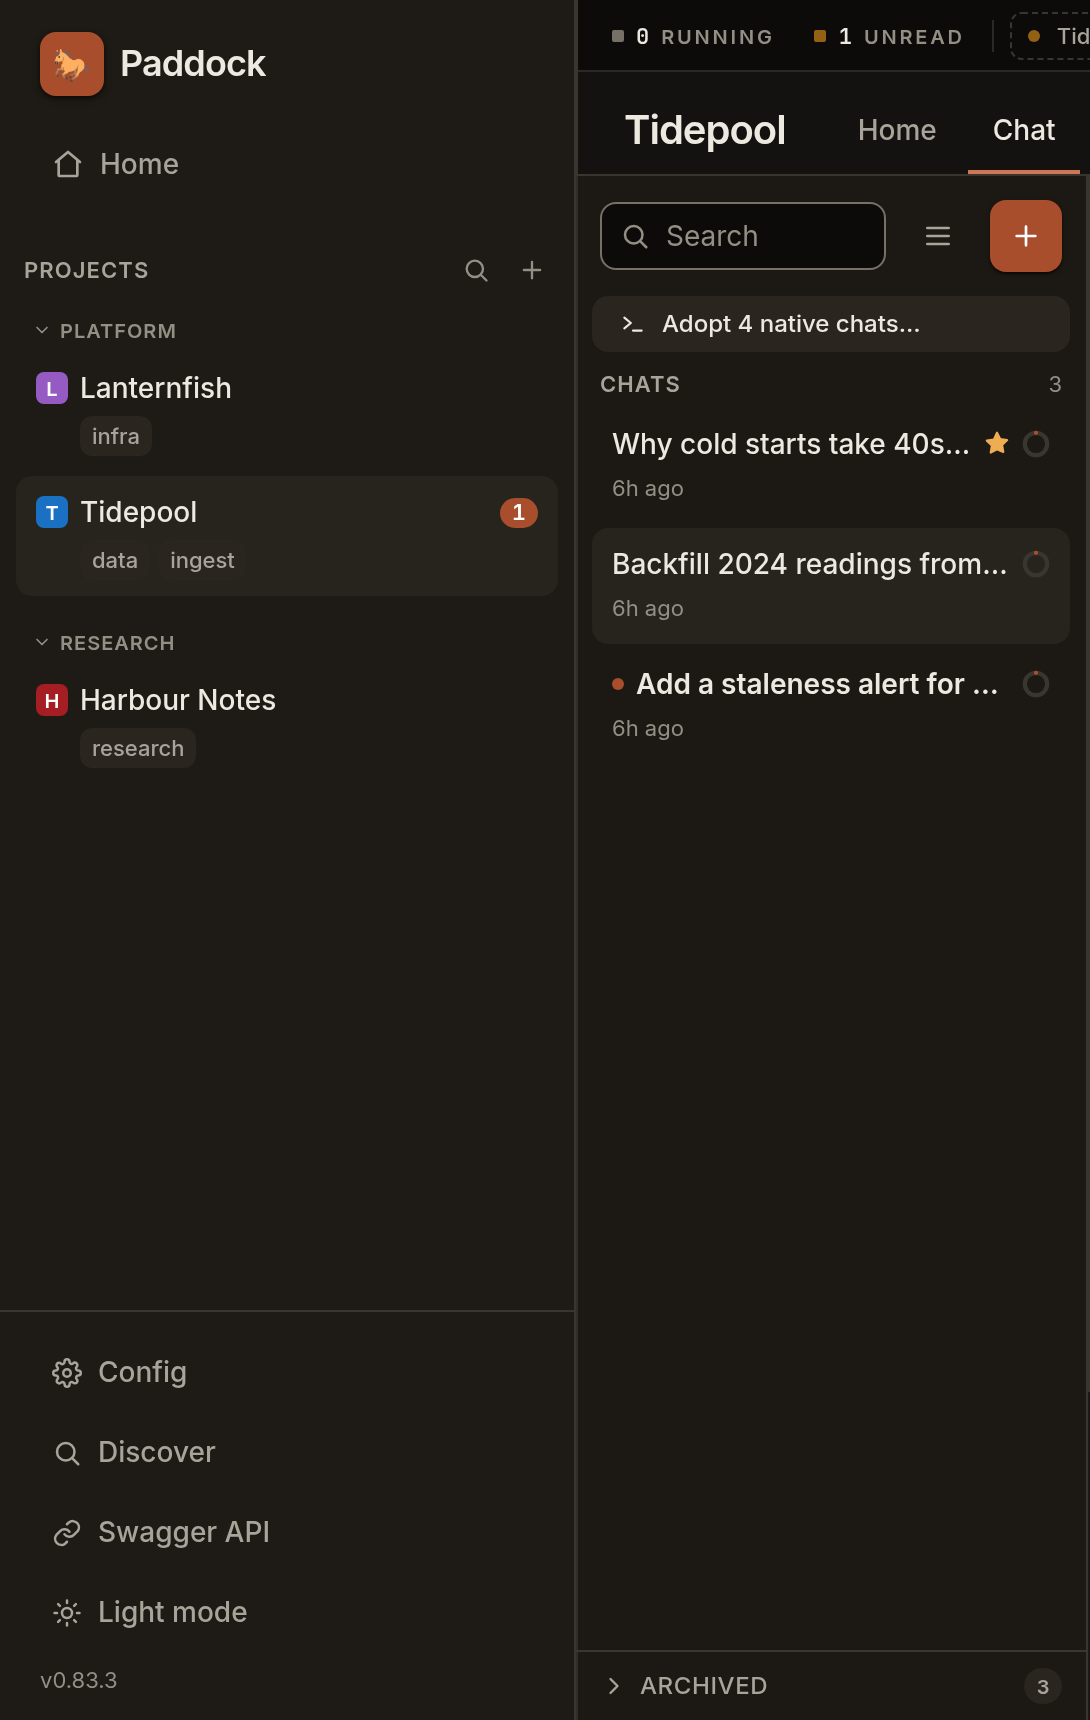 Paddock
Home
PROJECTS
PLATFORM
L Lanternfish
infra
T Tidepool 1
data ingest
RESEARCH
H Harbour Notes
research
Config
Discover
Swagger API
Light mode
v0.83.3
0 RUNNING 1 UNREAD Tid
Tidepool Home Chat
Search
Adopt 4 native chats...
CHATS 3
Why cold starts take 40s...
6h ago
Backfill 2024 readings from...
6h ago
Add a staleness alert for ...
6h ago
ARCHIVED 3